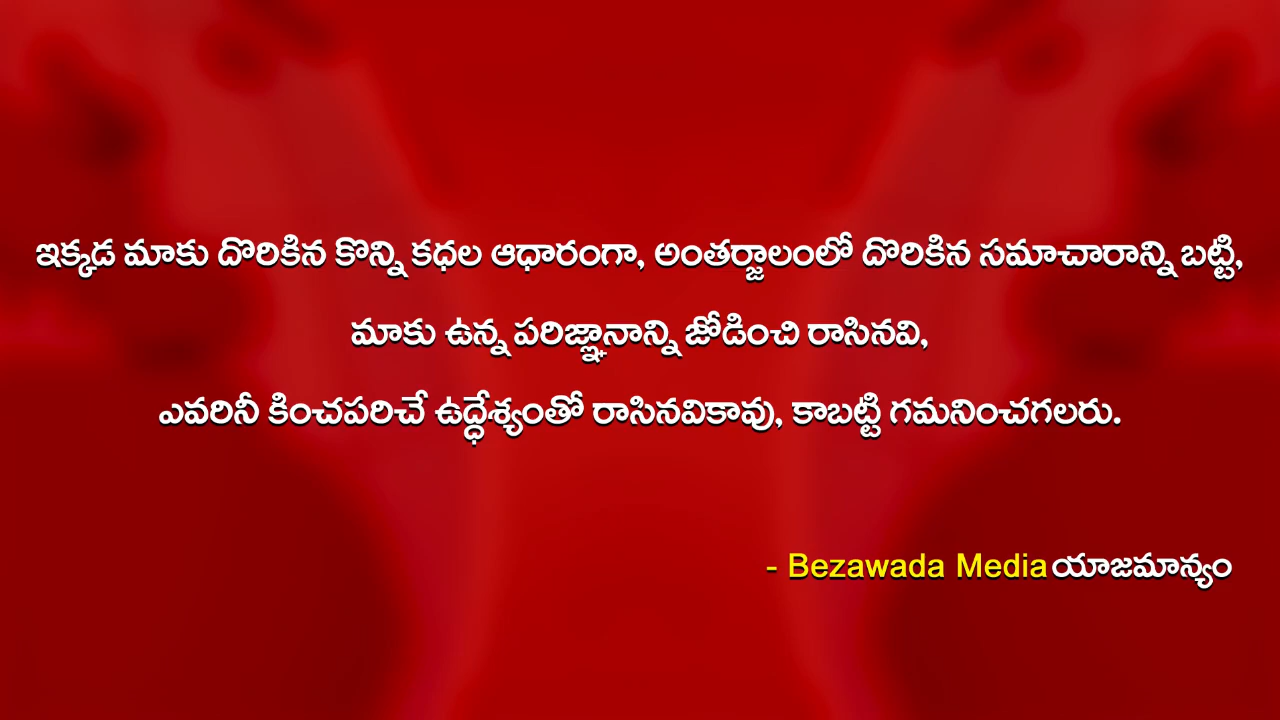 ఇక్కడ మాకు దొరికిన కొన్ని కధల ఆధారంగా, అంతర్జాలంలో దొరికిన సమాచారాన్ని బట్టి,
మాకు ఉన్న పరిజ్ఞానాన్ని జోడించి రాసినవి,
ఎవరినీ కించపరిచే ఉద్ధేశ్యంతో రాసినవికావు, కాబట్టి గమనించగలరు.
- Bezawada Media యాజమాన్యం